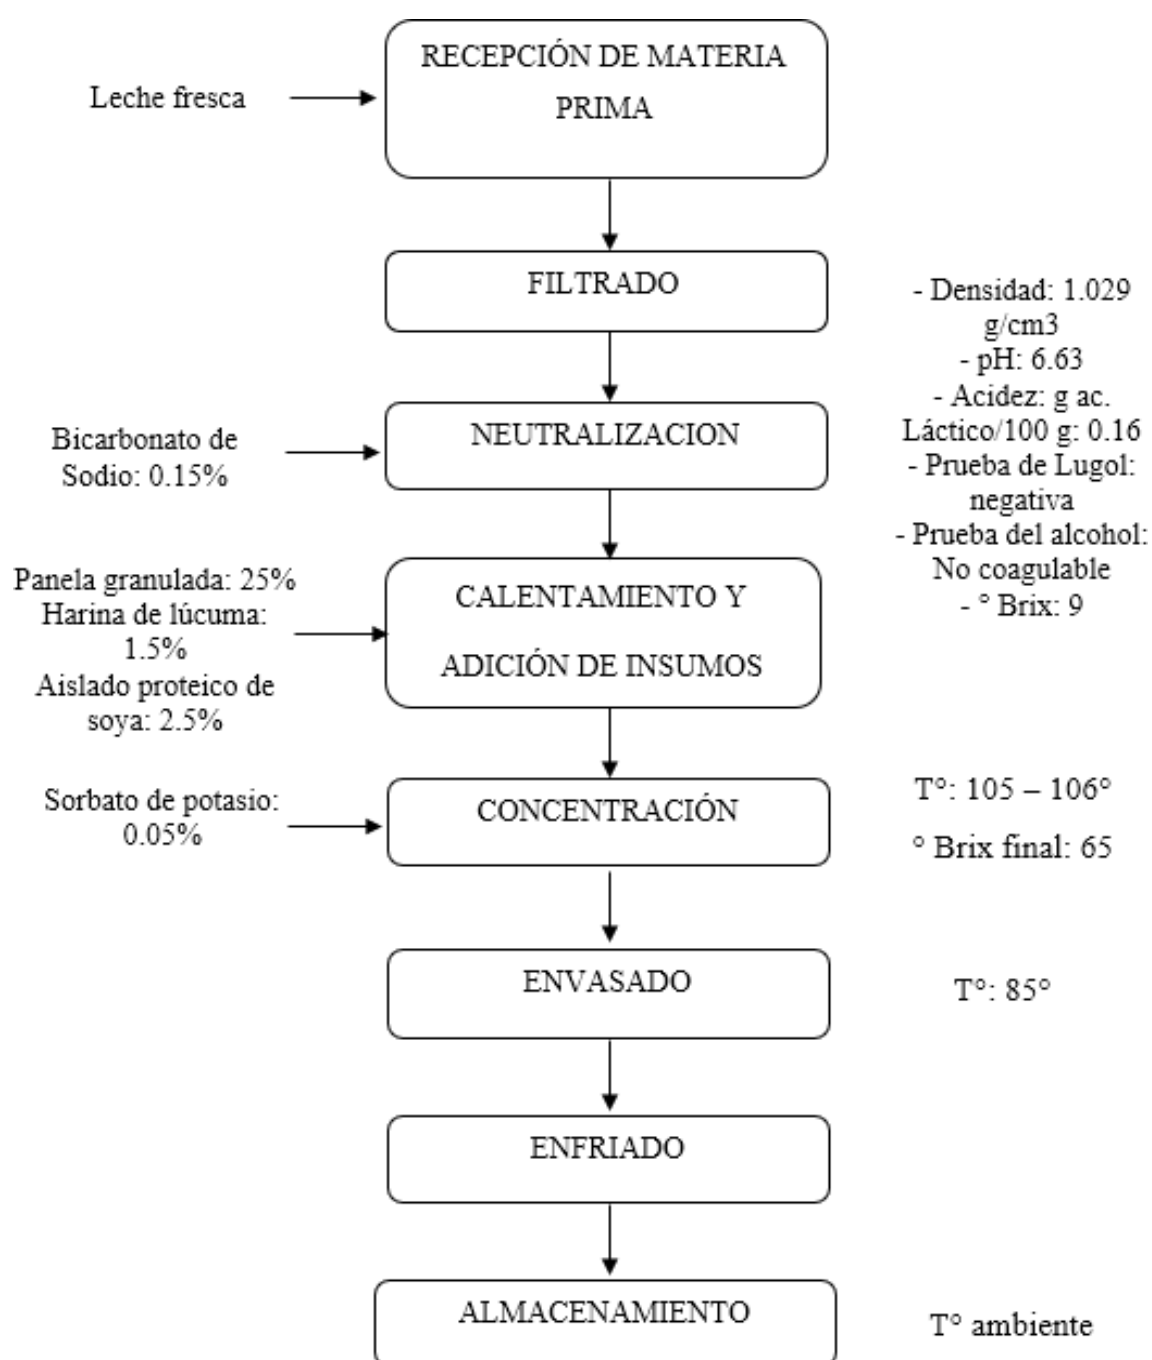 RECEPCIÓN DE MATERIA
PRIMA
Leche fresca
FILTRADO
- Densidad: 1.029
g/cm3
- pH: 6.63
- Acidez: g ac.
Láctico/100 g: 0.16
- Prueba de Lugol:
negativa
- Prueba del alcohol:
No coagulable
- ° Brix: 9
NEUTRALIZACION
Bicarbonato de
Sodio: 0.15%
Panela granulada: 25%
Harina de lúcuma:
1.5%
Aislado proteico de
soya: 2.5%
CALENTAMIENTO Y
ADICIÓN DE INSUMOS
Sorbato de potasio:
0.05%
CONCENTRACIÓN
T°: 105 – 106°
° Brix final: 65
ENVASADO
T°: 85°
ENFRIADO
ALMACENAMIENTO
T° ambiente